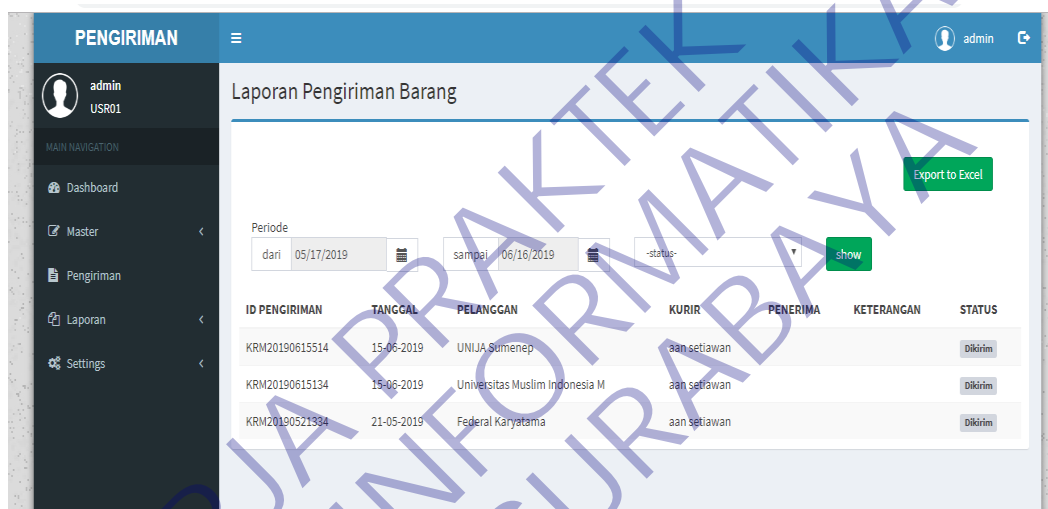 PENGIRIMAN
admin
admin
USR01
Laporan Pengiriman Barang
MAIN NAVIGATION
Dashboard
Master
Pengiriman
Laporan
Settings
Export to Excel
Periode
dari 05/17/2019 sampai 06/16/2019 -status- show
ID PENGIRIMAN TANGGAL PELANGGAN KURIR PENERIMA KETERANGAN STATUS
KRM20190615514 15-06-2019 UNIJA Sumenep aan setiawan Dikirim
KRM20190615134 15-06-2019 Universitas Muslim Indonesia M aan setiawan Dikirim
KRM20190521334 21-05-2019 Federal Karyatama aan setiawan Dikirim
JA PRAKTEK
INFORMATIKA
SURABAYA